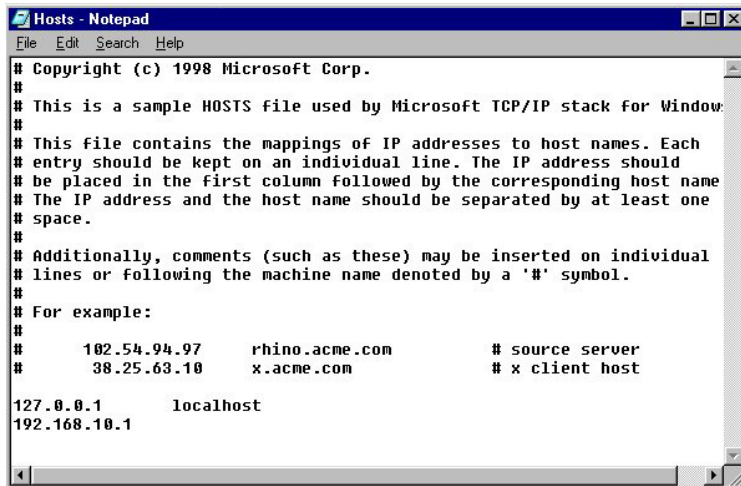 Hosts - Notepad
File Edit Search Help
# Copyright (c) 1998 Microsoft Corp.
#
# This is a sample HOSTS file used by Microsoft TCP/IP stack for Window
#
# This file contains the mappings of IP addresses to host names. Each
# entry should be kept on an individual line. The IP address should
# be placed in the first column followed by the corresponding host name
# The IP address and the host name should be separated by at least one
# space.
#
# Additionally, comments (such as these) may be inserted on individual
# lines or following the machine name denoted by a '#' symbol.
#
# For example:
#
# 102.54.94.97 rhino.acme.com # source server
# 38.25.63.10 x.acme.com # x client host
127.0.0.1 localhost
192.168.10.1